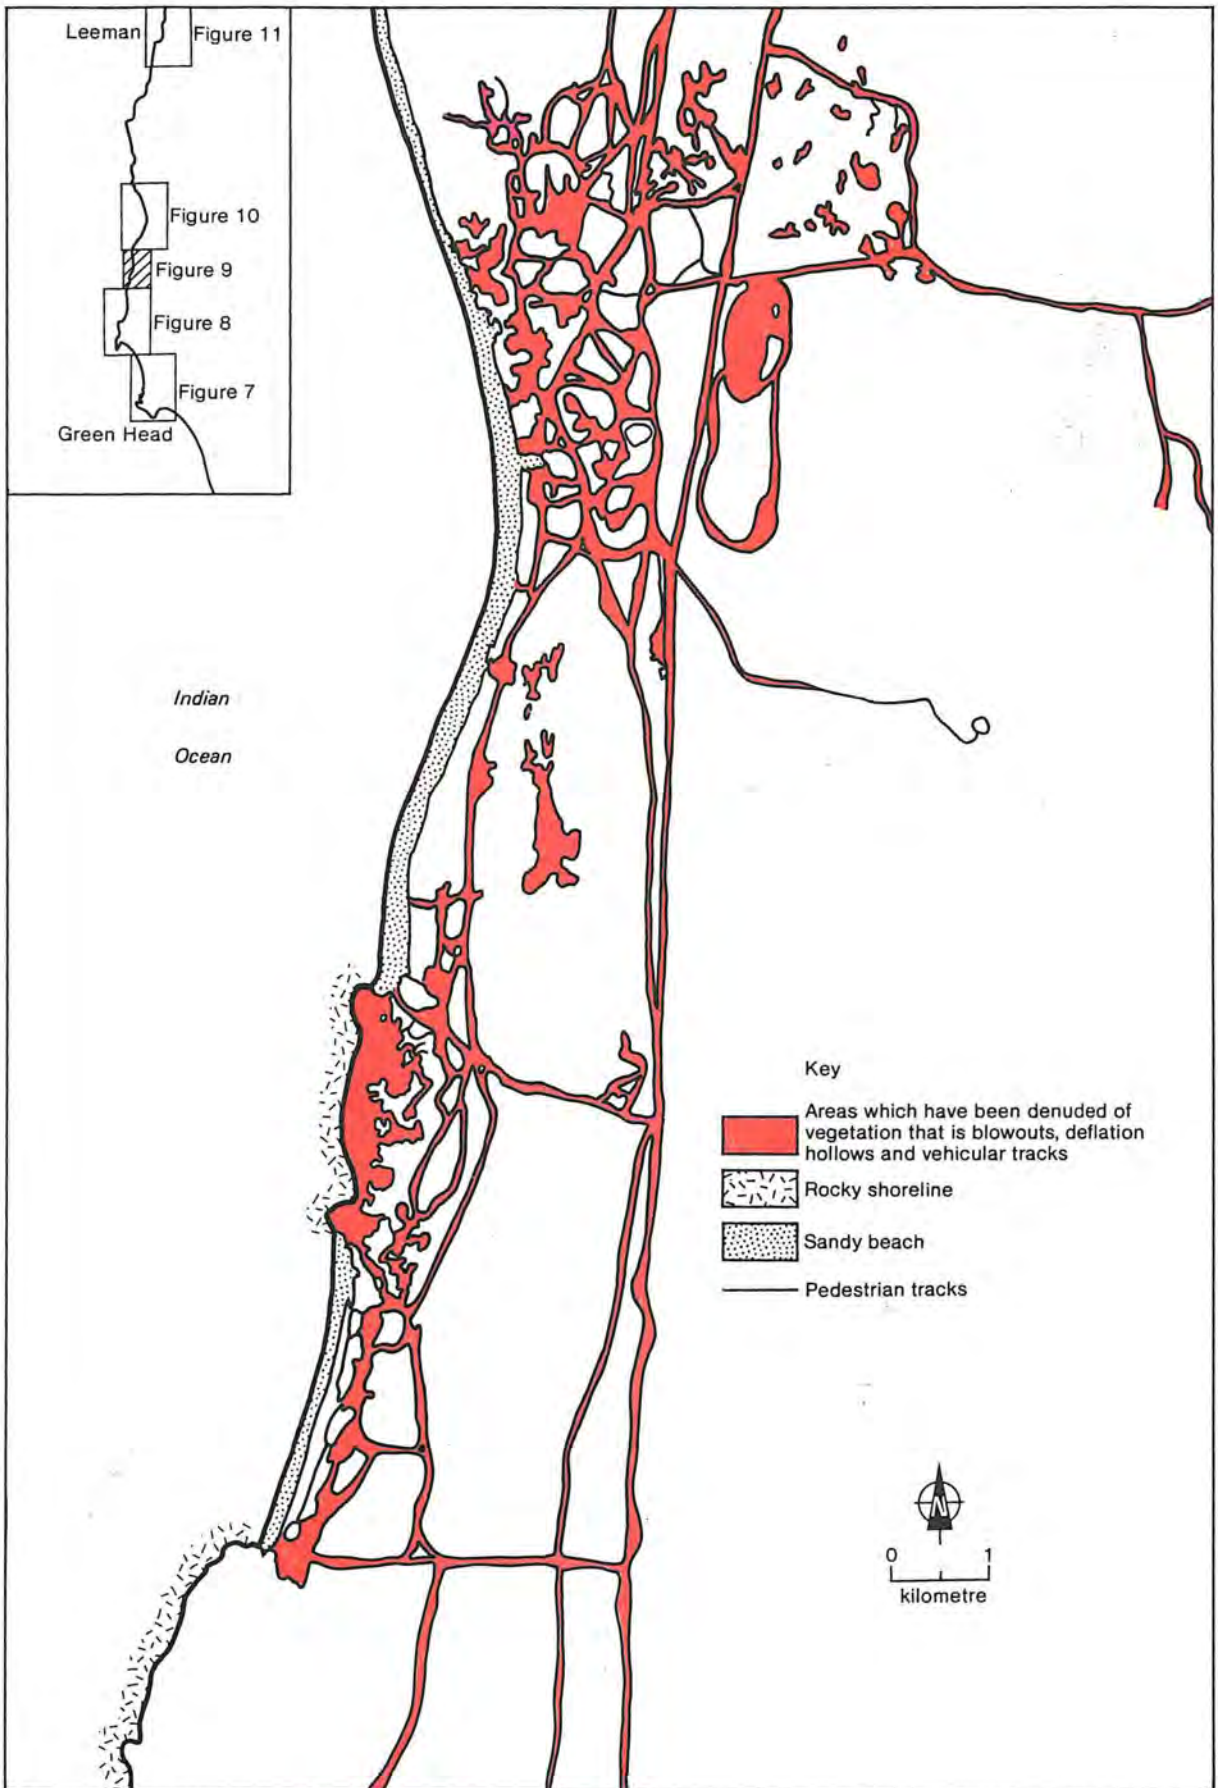 Leeman Figure 11
Figure 10
Figure 9
Figure 8
Figure 7
Green Head
Indian
Ocean
Key
Areas which have been denuded of
vegetation that is blowouts, deflation
hollows and vehicular tracks
Rocky shoreline
Sandy beach
Pedestrian tracks
N
0 1
kilometre